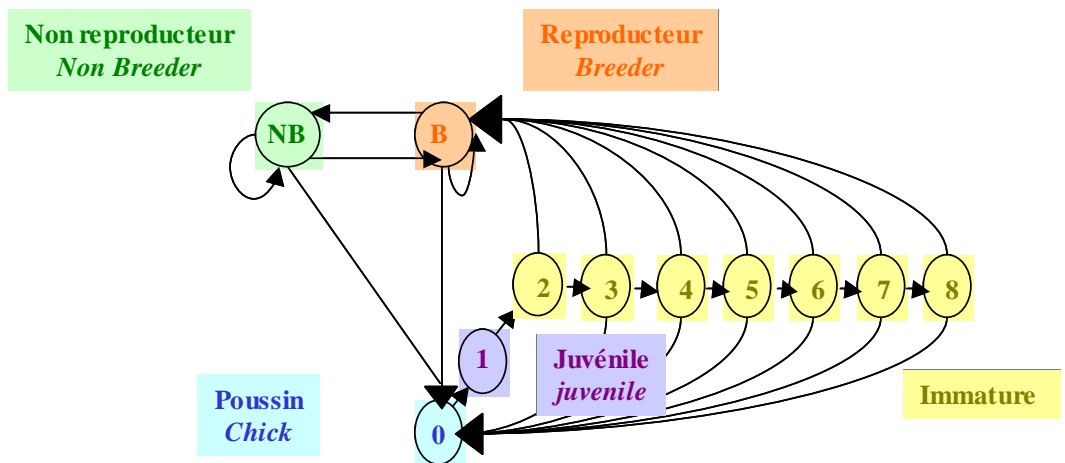 Non reproducteur
Non Breeder
Reproducteur
Breeder
NB
B
2
3
4
5
6
7
8
1
Juvénile
juvenile
Immature
Poussin
Chick
0